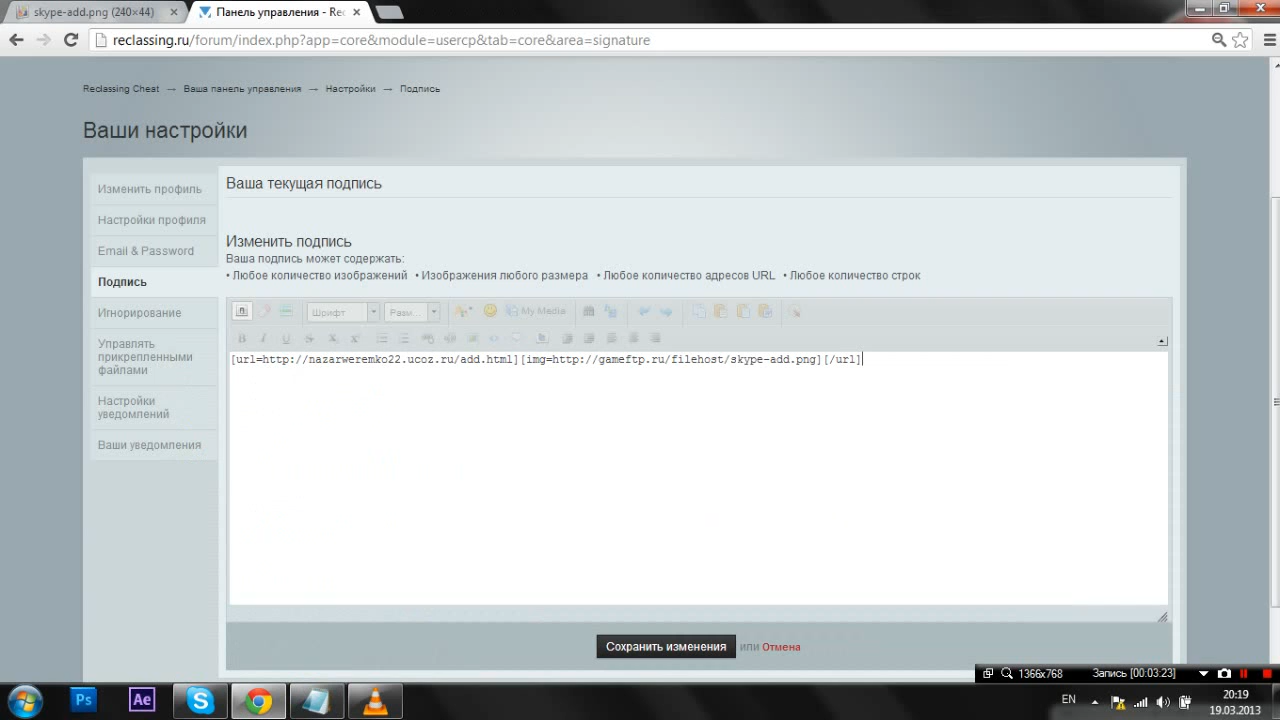 skype-add.png (240×44)
Панель управления - Rec
reclassing.ru/forum/index.php?app=core&module=usercp&tab=core&area=signature
Reclassing Cheat → Ваша панель управления → Настройки → Подпись
Ваши настройки
Изменить профиль
Настройки профиля
Email & Password
Подпись
Игнорирование
Управлять
прикрепленными
файлами
Настройки
уведомлений
Ваши уведомления
Ваша текущая подпись
Изменить подпись
Ваша подпись может содержать:
• Любое количество изображений • Изображения любого размера • Любое количество адресов URL • Любое количество строк
Шрифт Разм... My Media
[url=http://nazarweremko22.ucoz.ru/add.html][img=http://gameftp.ru/filehost/skype-add.png][/url]
Сохранить изменения или Отмена
1366x768 Запись [00:03:23]
Ps Ae
EN
20:19
19.03.2013